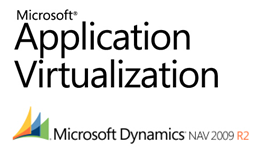 Microsoft®
Application
Virtualization
Microsoft Dynamics NAV 2009 R2